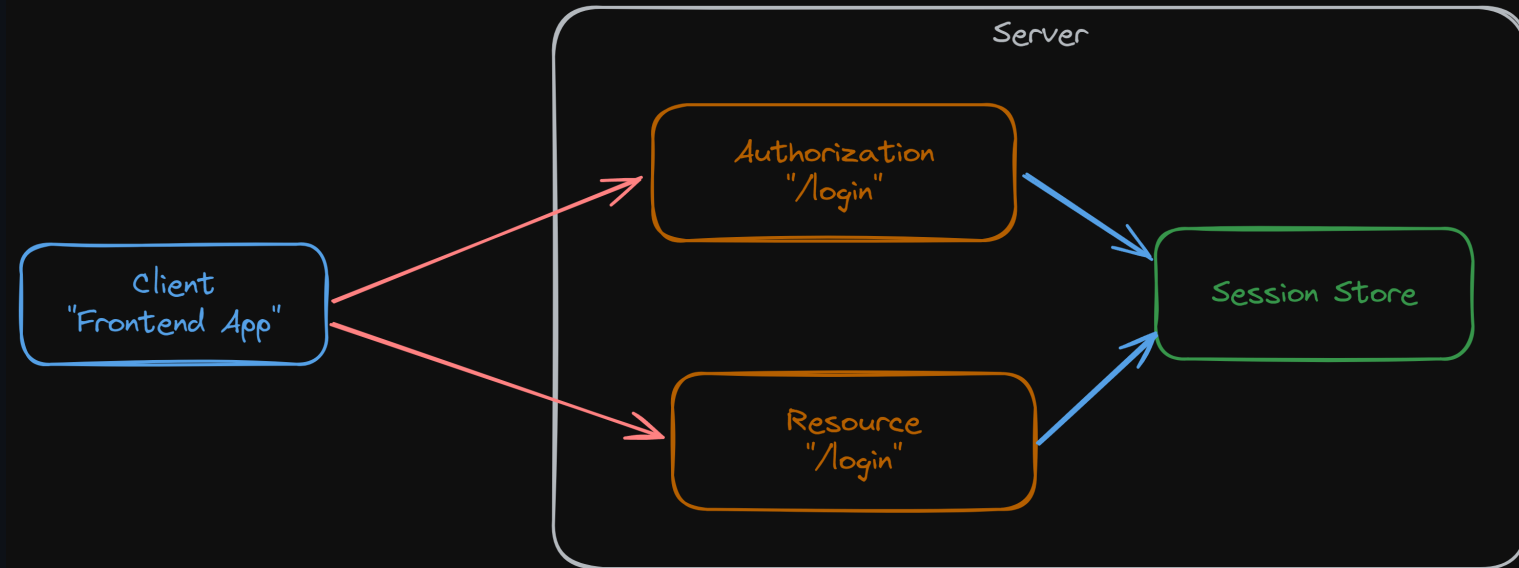 Server
Authorization
"/login"
Client
"Frontend App"
Session Store
Resource
"/login"